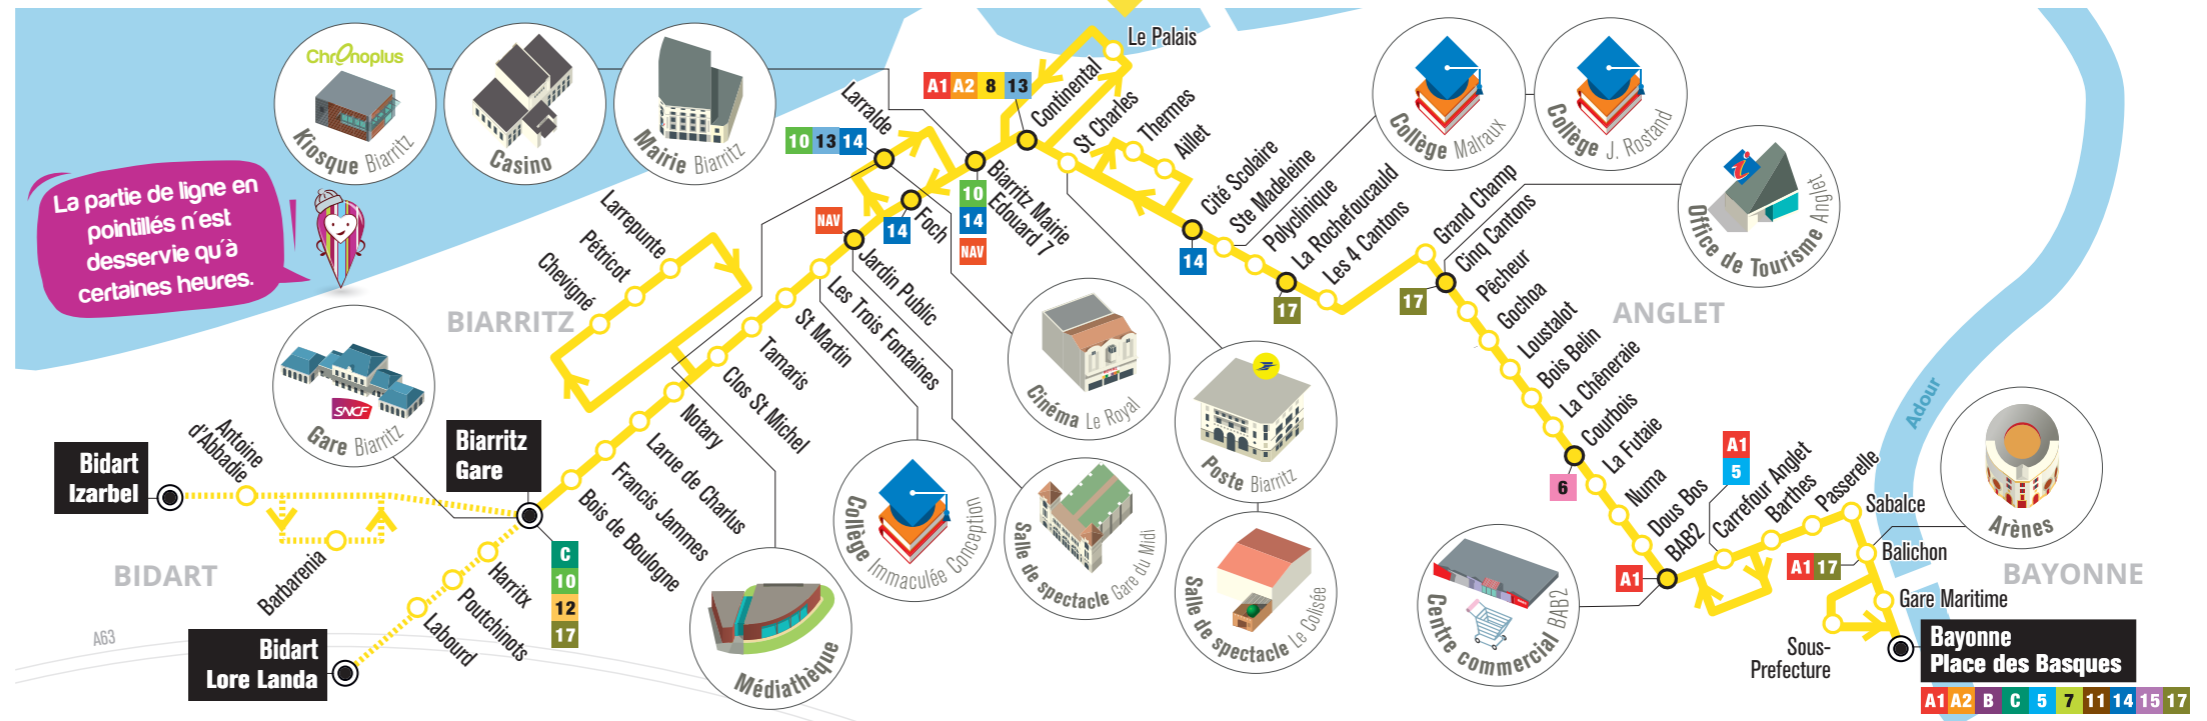 Chronoplus
Kiosque Biarritz
Casino
Mairie Biarritz
La partie de ligne en
pointillés n'est
desservie qu'à
certaines heures.
BIARRITZ
SNCF
Gare Biarritz
Bidart
Izarbel
Antoine
d'Abbadie
Barbarenia
BIDART
A63
Biarritz
Gare
C
10
12
17
Bidart
Lore Landa
Labourd
Poutchinots
Harritx
Bois de Boulogne
Francis Jammes
Larue de Charlus
Notary
Chevigné
Pétricot
Larrepunte
Clos St Michel
Tamaris
St Martin
Les Trois Fontaines
Jardin Public
NAV
Foch
14
Larralde
10 13 14
Biarritz Mairie
Edouard 7
10
14
NAV
A1 A2 8 13
Continental
Le Palais
St Charles
Thermes
Aillet
Cité Scolaire
14
Ste Madeleine
Polyclinique
La Rochefoucauld
17
Les 4 Cantons
Grand Champ
Cinq Cantons
17
Pêcheur
Gochoa
Loustalot
Bois Belin
La Chêneraie
Courbois
6
La Futaie
Numa
Dous Bos
BAB2
A1
Carrefour Anglet
A1
5
Barthes
Passerelle
Sabalce
Balichon
A1 17
Gare Maritime
Sous-
Prefecture
Bayonne
Place des Basques
A1 A2 B C 5 7 11 14 15 17
Collège Malraux
Collège J. Rostand
i
Office de Tourisme Anglet
ANGLET
Adour
Arènes
BAYONNE
Cinéma Le Royal
Poste Biarritz
Collège Immaculée Conception
Salle de spectacle Gare du Midi
Salle de spectacle Le Colisée
Médiathèque
Centre commercial BAB2